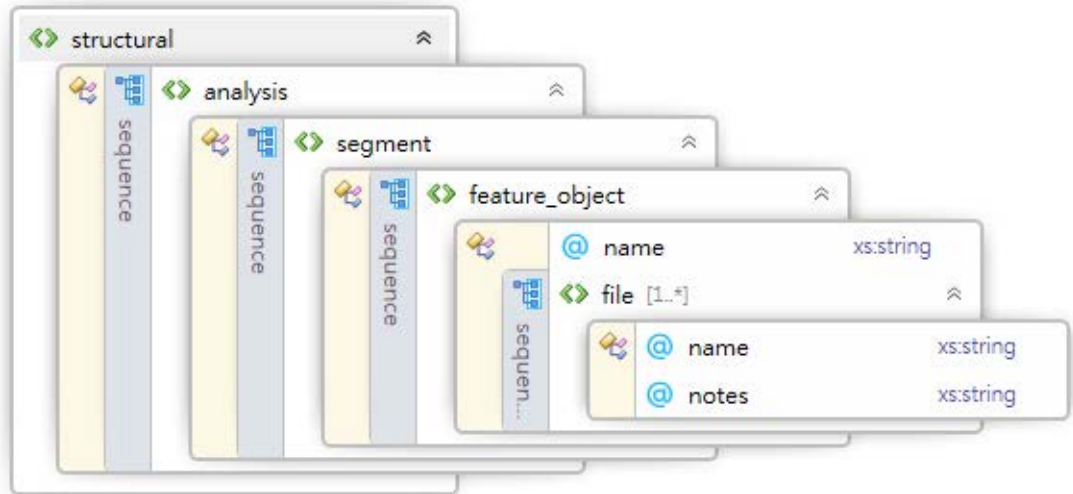 structural
sequence
analysis
sequence
segment
sequence
feature_object
@ name xs:string
sequen...
file [1..*]
@ name xs:string
@ notes xs:string